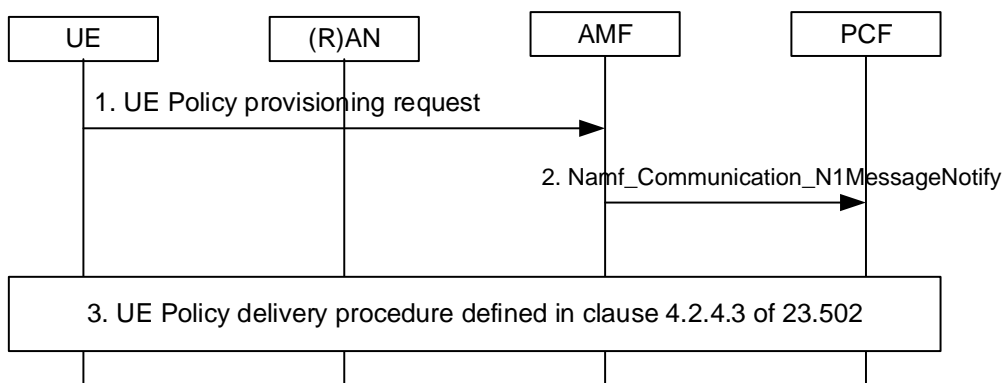 UE
(R)AN
AMF
PCF
1. UE Policy provisioning request
2. Namf_Communication_N1MessageNotify
3. UE Policy delivery procedure defined in clause 4.2.4.3 of 23.502